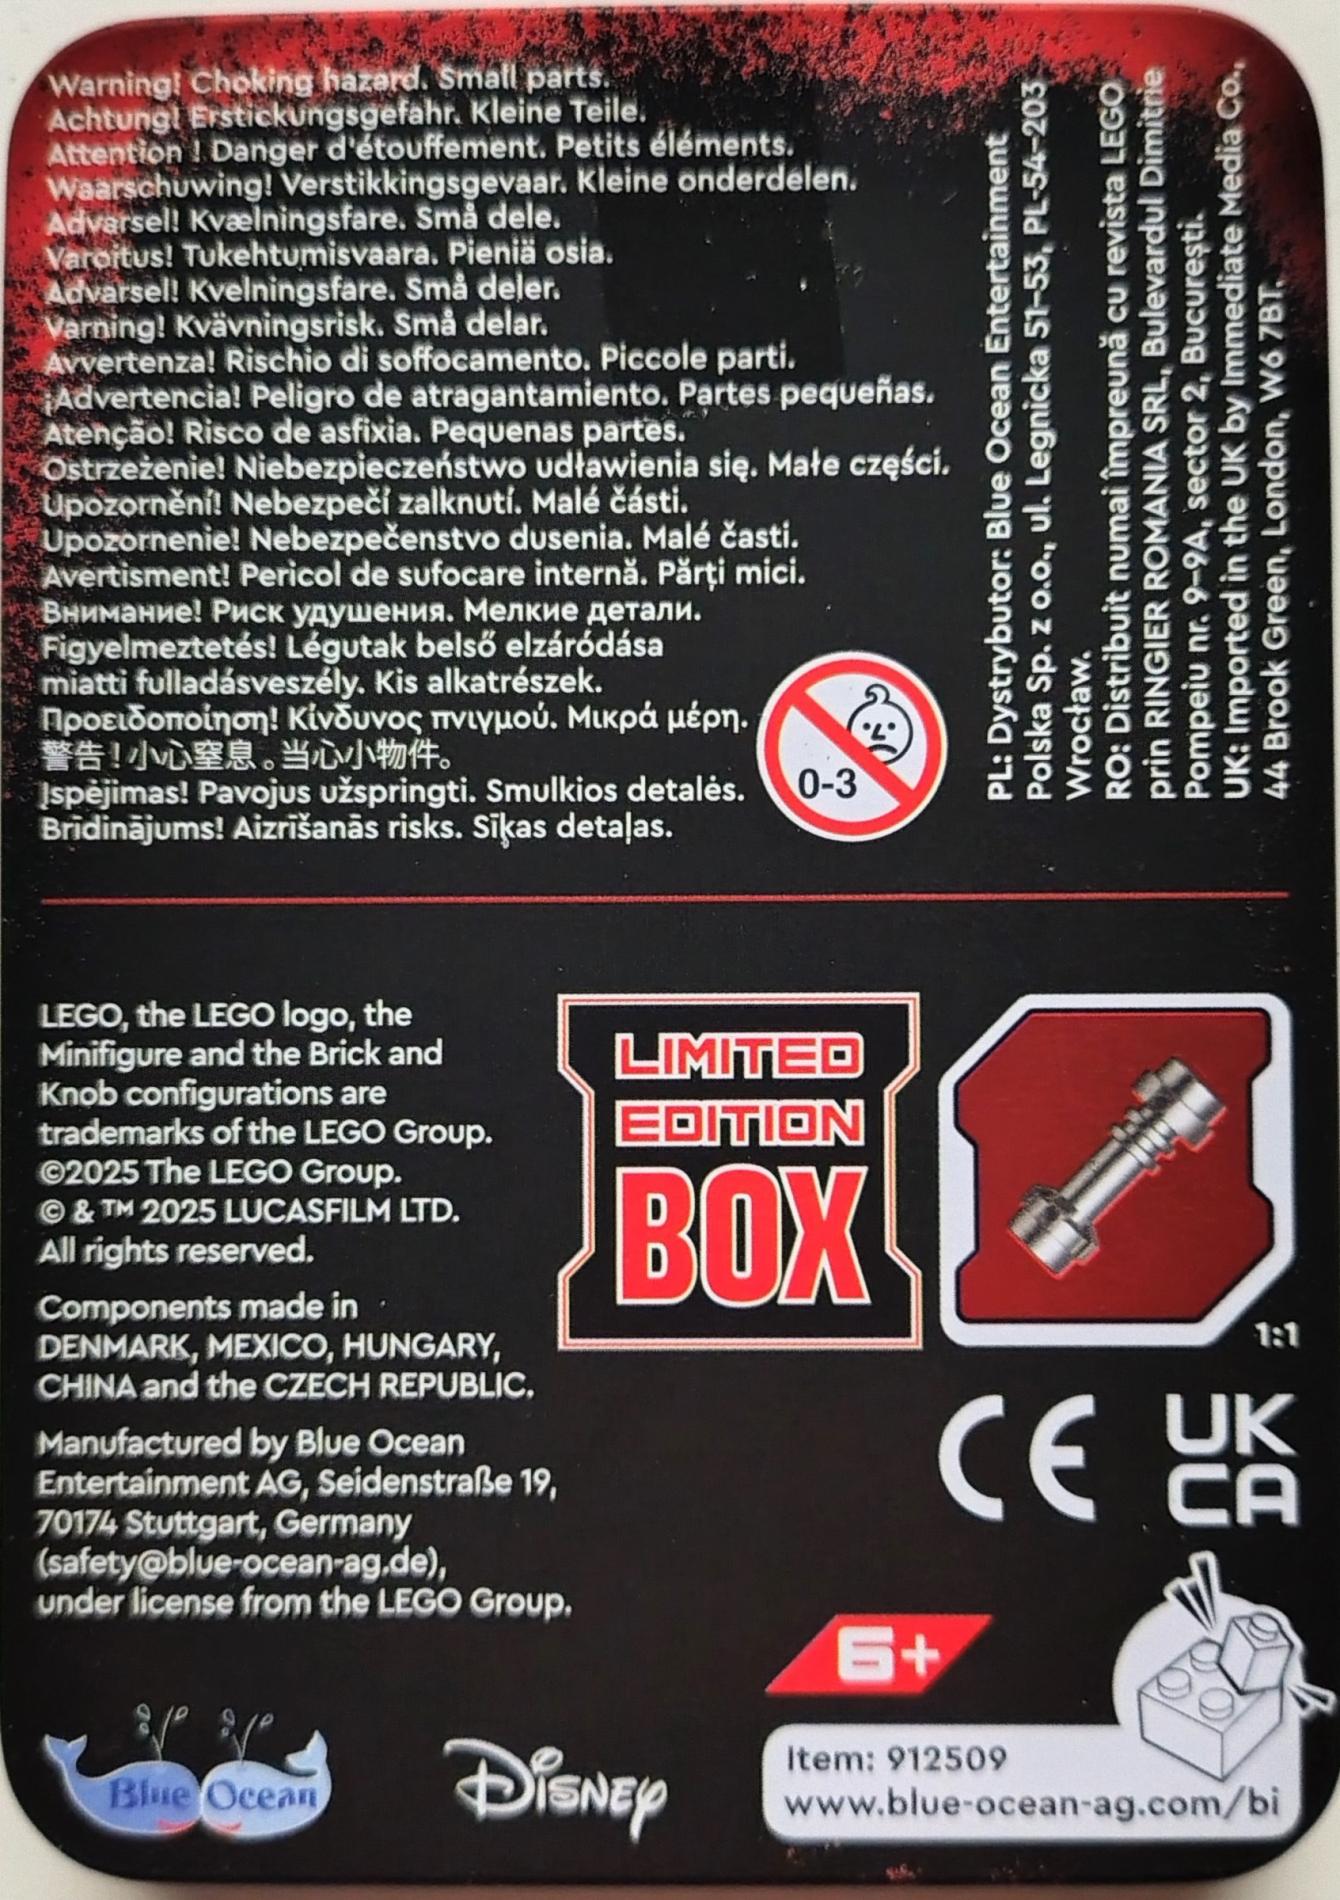 Warning! Choking hazard. Small parts.
Achtung! Erstickungsgefahr. Kleine Teile.
Attention ! Danger d'étouffement. Petits éléments.
Waarschuwing! Verstikkingsgevaar. Kleine onderdelen.
Advarsel! Kvælningsfare. Små dele.
Varoitus! Tukehtumisvaara. Pieniä osia.
Advarsel! Kvelningsfare. Små deler.
Varning! Kvävningsrisk. Små delar.
Avvertenza! Rischio di soffocamento. Piccole parti.
¡Advertencia! Peligro de atragantamiento. Partes pequeñas.
Atenção! Risco de asfixia. Pequenas partes.
Ostrzeżenie! Niebezpieczeństwo udławienia się. Małe części.
Upozornění! Nebezpečí zalknutí. Malé části.
Upozornenie! Nebezpečenstvo dusenia. Malé časti.
Avertisment! Pericol de sufocare internă. Părți mici.
Внимание! Риск удушения. Мелкие детали.
Figyelmeztetés! Légutak belső elzáródása
miatti fulladásveszély. Kis alkatrészek.
Προειδοποίηση! Κίνδυνος πνιγμού. Μικρά μέρη.
警告！小心窒息。当心小物件。
Įspėjimas! Pavojus užspringti. Smulkios detalės.
Brīdinājums! Aizrīšanās risks. Sīkas detaļas.
0-3
PL: Dystrybutor: Blue Ocean Entertainment
Polska Sp. z o.o., ul. Legnicka 51-53, PL-54-203
Wrocław.
RO: Distribuit numai împreună cu revista LEGO
prin RINGIER ROMANIA SRL, Bulevardul Dimitrie
Pompeiu nr. 9-9A, sector 2, București.
UK: Imported in the UK by Immediate Media Co.,
44 Brook Green, London, W6 7BT.
LEGO, the LEGO logo, the
Minifigure and the Brick and
Knob configurations are
trademarks of the LEGO Group.
©2025 The LEGO Group.
© & ™ 2025 LUCASFILM LTD.
All rights reserved.
Components made in
DENMARK, MEXICO, HUNGARY,
CHINA and the CZECH REPUBLIC.
Manufactured by Blue Ocean
Entertainment AG, Seidenstraße 19,
70174 Stuttgart, Germany
(safety@blue-ocean-ag.de),
under license from the LEGO Group.
LIMITED
EDITION
BOX
1:1
CE
UK
CA
6+
Blue Ocean
Disney
Item: 912509
www.blue-ocean-ag.com/bi